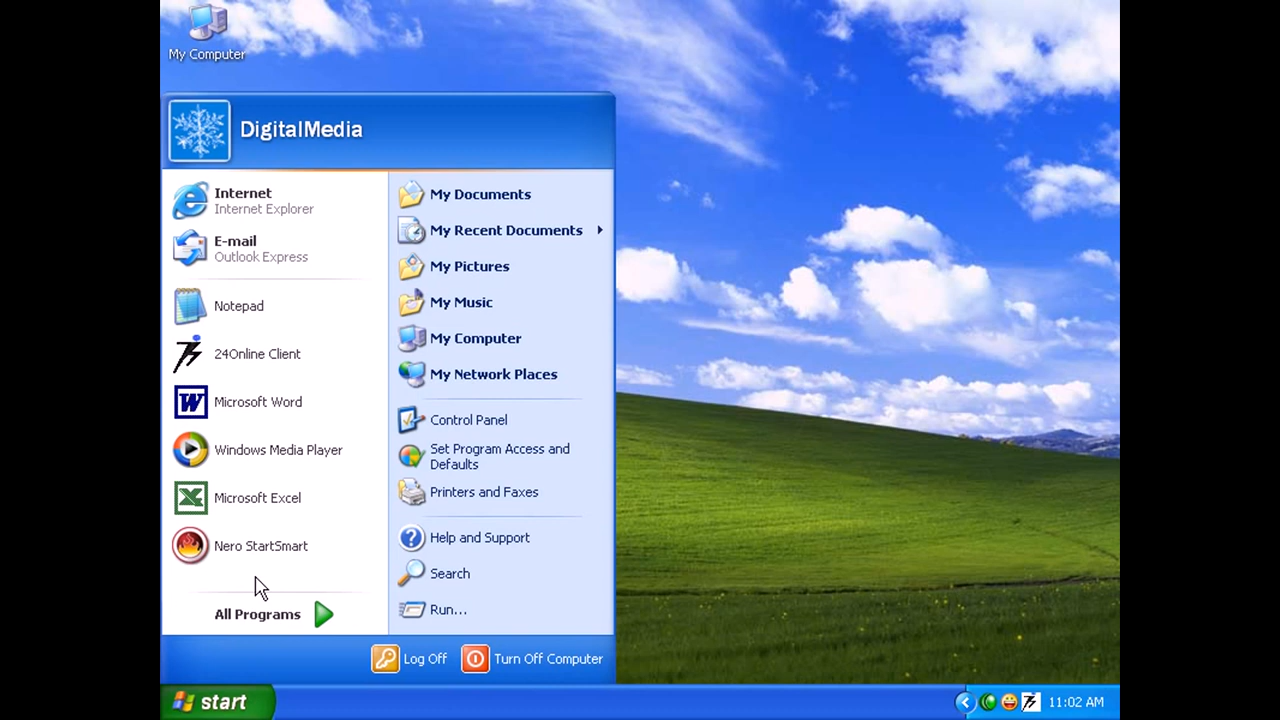 My Computer
DigitalMedia
Internet
Internet Explorer
E-mail
Outlook Express
Notepad
24Online Client
Microsoft Word
Windows Media Player
Microsoft Excel
Nero StartSmart
All Programs
My Documents
My Recent Documents
My Pictures
My Music
My Computer
My Network Places
Control Panel
Set Program Access and
Defaults
Printers and Faxes
Help and Support
Search
Run...
Log Off
Turn Off Computer
start
11:02 AM